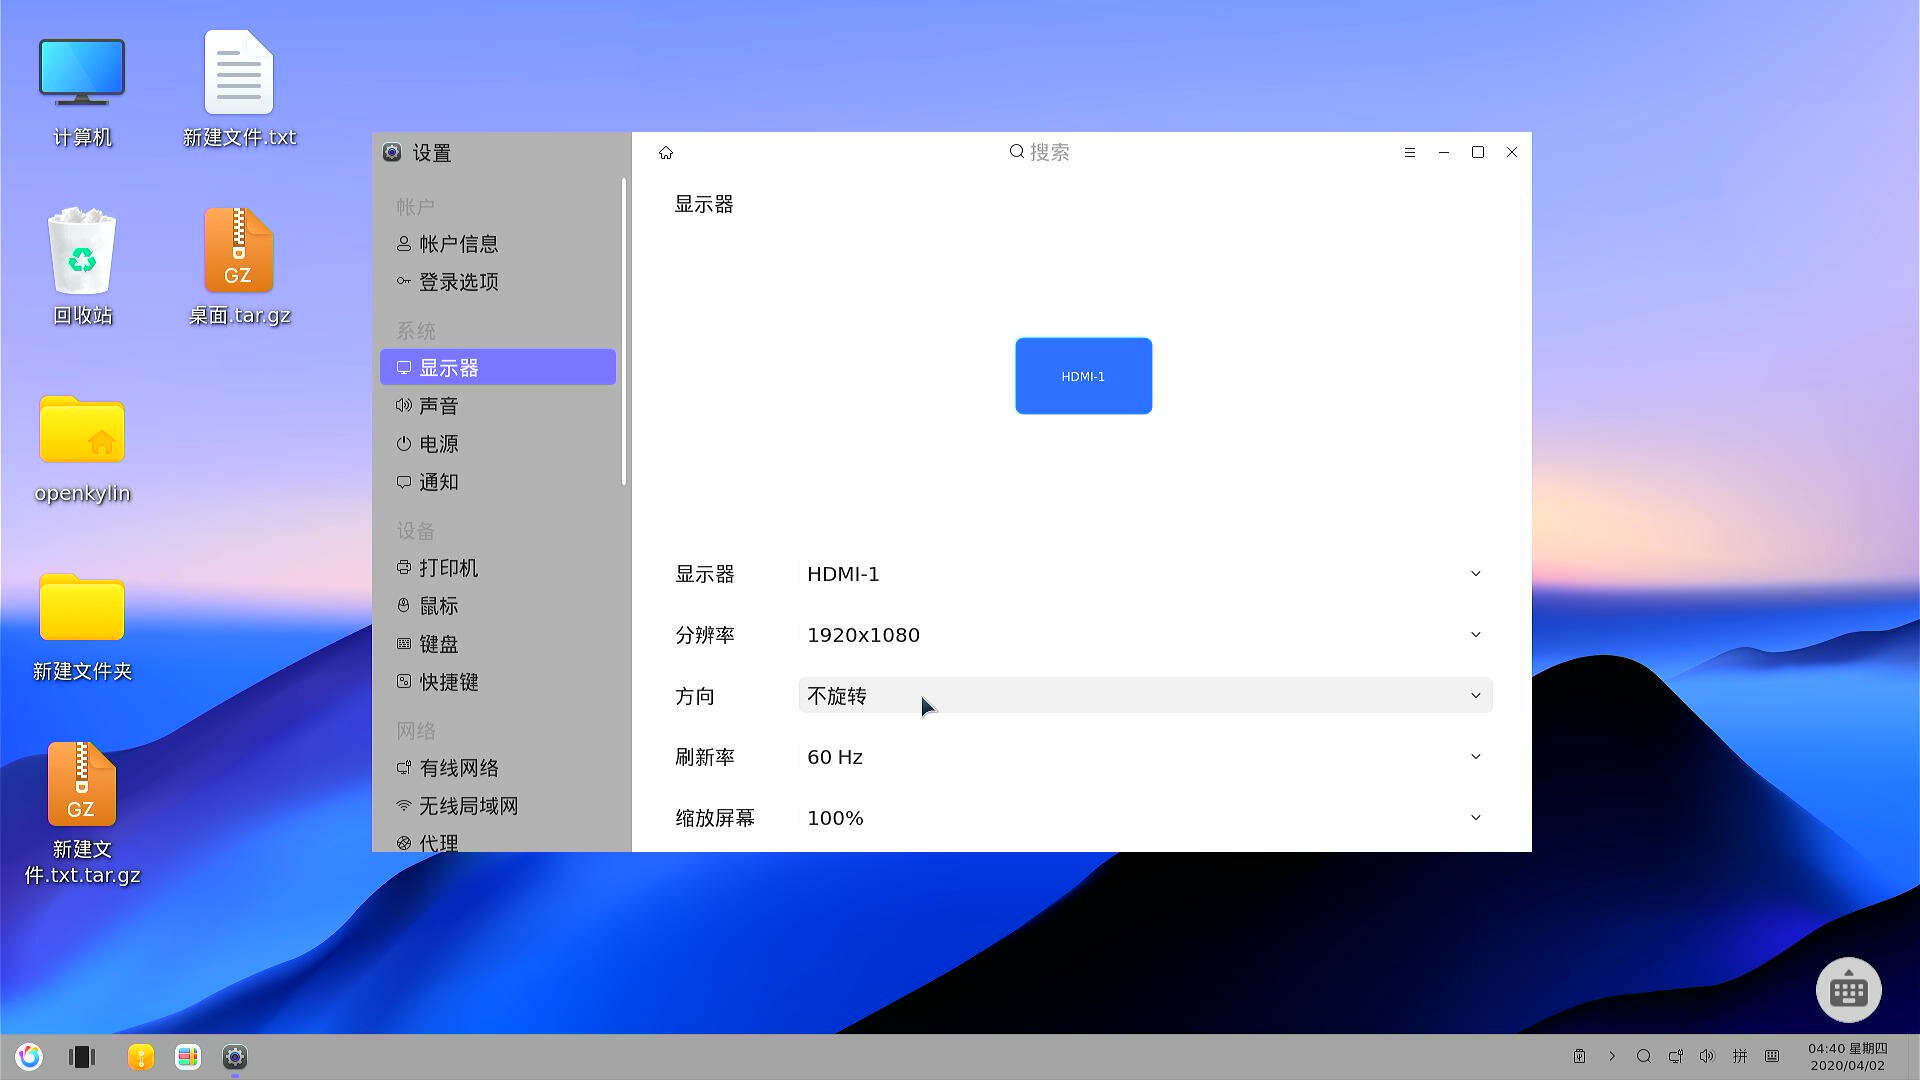 计算机
新建文件.txt
回收站
GZ
桌面.tar.gz
openkylin
新建文件夹
GZ
新建文
件.txt.tar.gz
设置
搜索
帐户
帐户信息
登录选项
系统
显示器
声音
电源
通知
设备
打印机
鼠标
键盘
快捷键
网络
有线网络
无线局域网
代理
显示器
HDMI-1
显示器 HDMI-1
分辨率 1920x1080
方向 不旋转
刷新率 60 Hz
缩放屏幕 100%
拼
04:40 星期四
2020/04/02